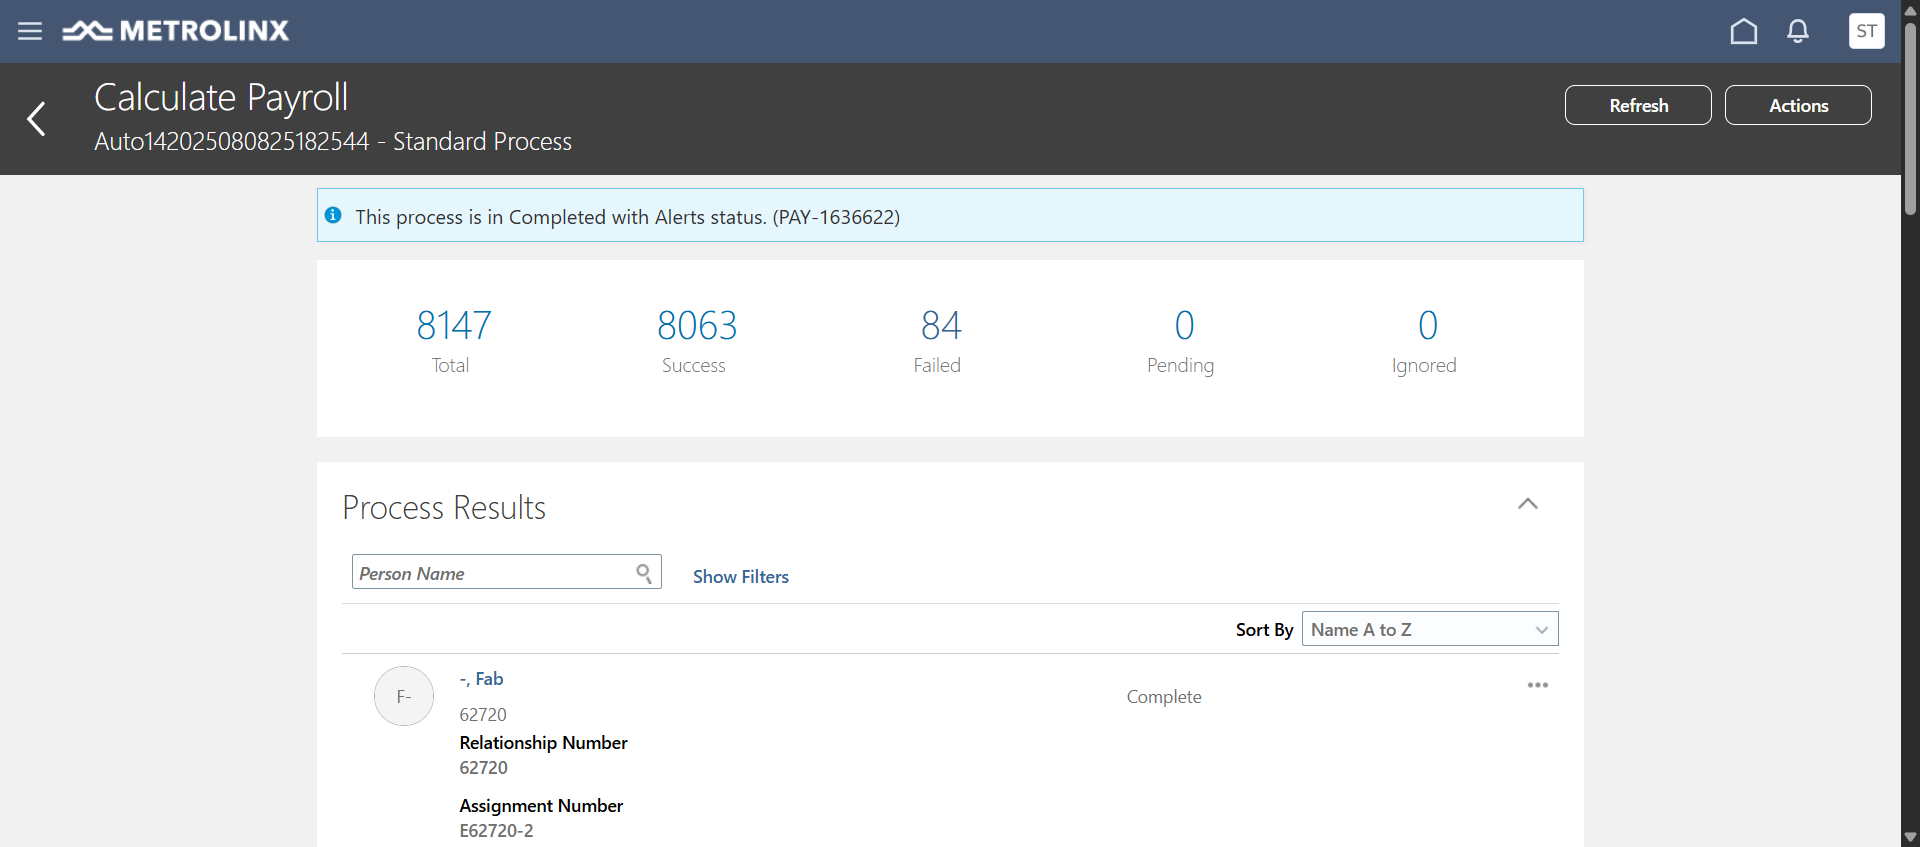 METROLINX
ST
Calculate Payroll
Auto142025080825182544 - Standard Process
Refresh
Actions
This process is in Completed with Alerts status. (PAY-1636622)
8147
8063
84
0
0
Total
Success
Failed
Pending
Ignored
Process Results
Person Name
Show Filters
Sort By
Name A to Z
F-
-, Fab
Complete
62720
Relationship Number
62720
Assignment Number
E62720-2